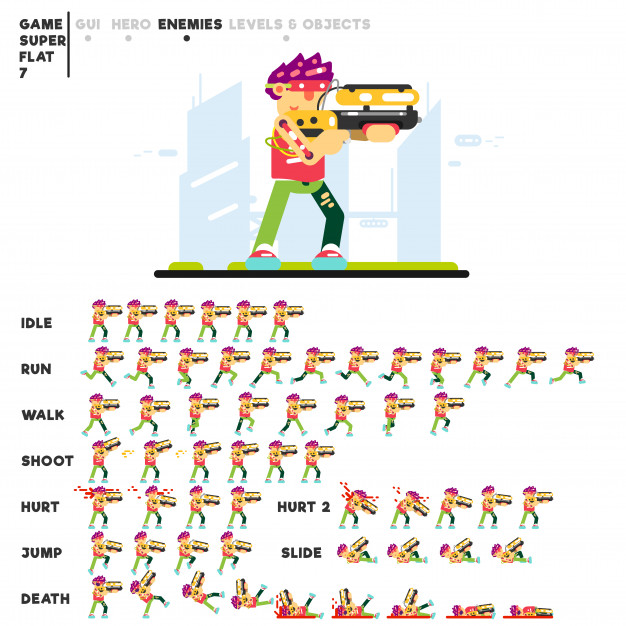 GAME SUPER FLAT 7
GUI HERO ENEMIES LEVELS & OBJECTS
IDLE
RUN
WALK
SHOOT
HURT HURT 2
JUMP SLIDE
DEATH